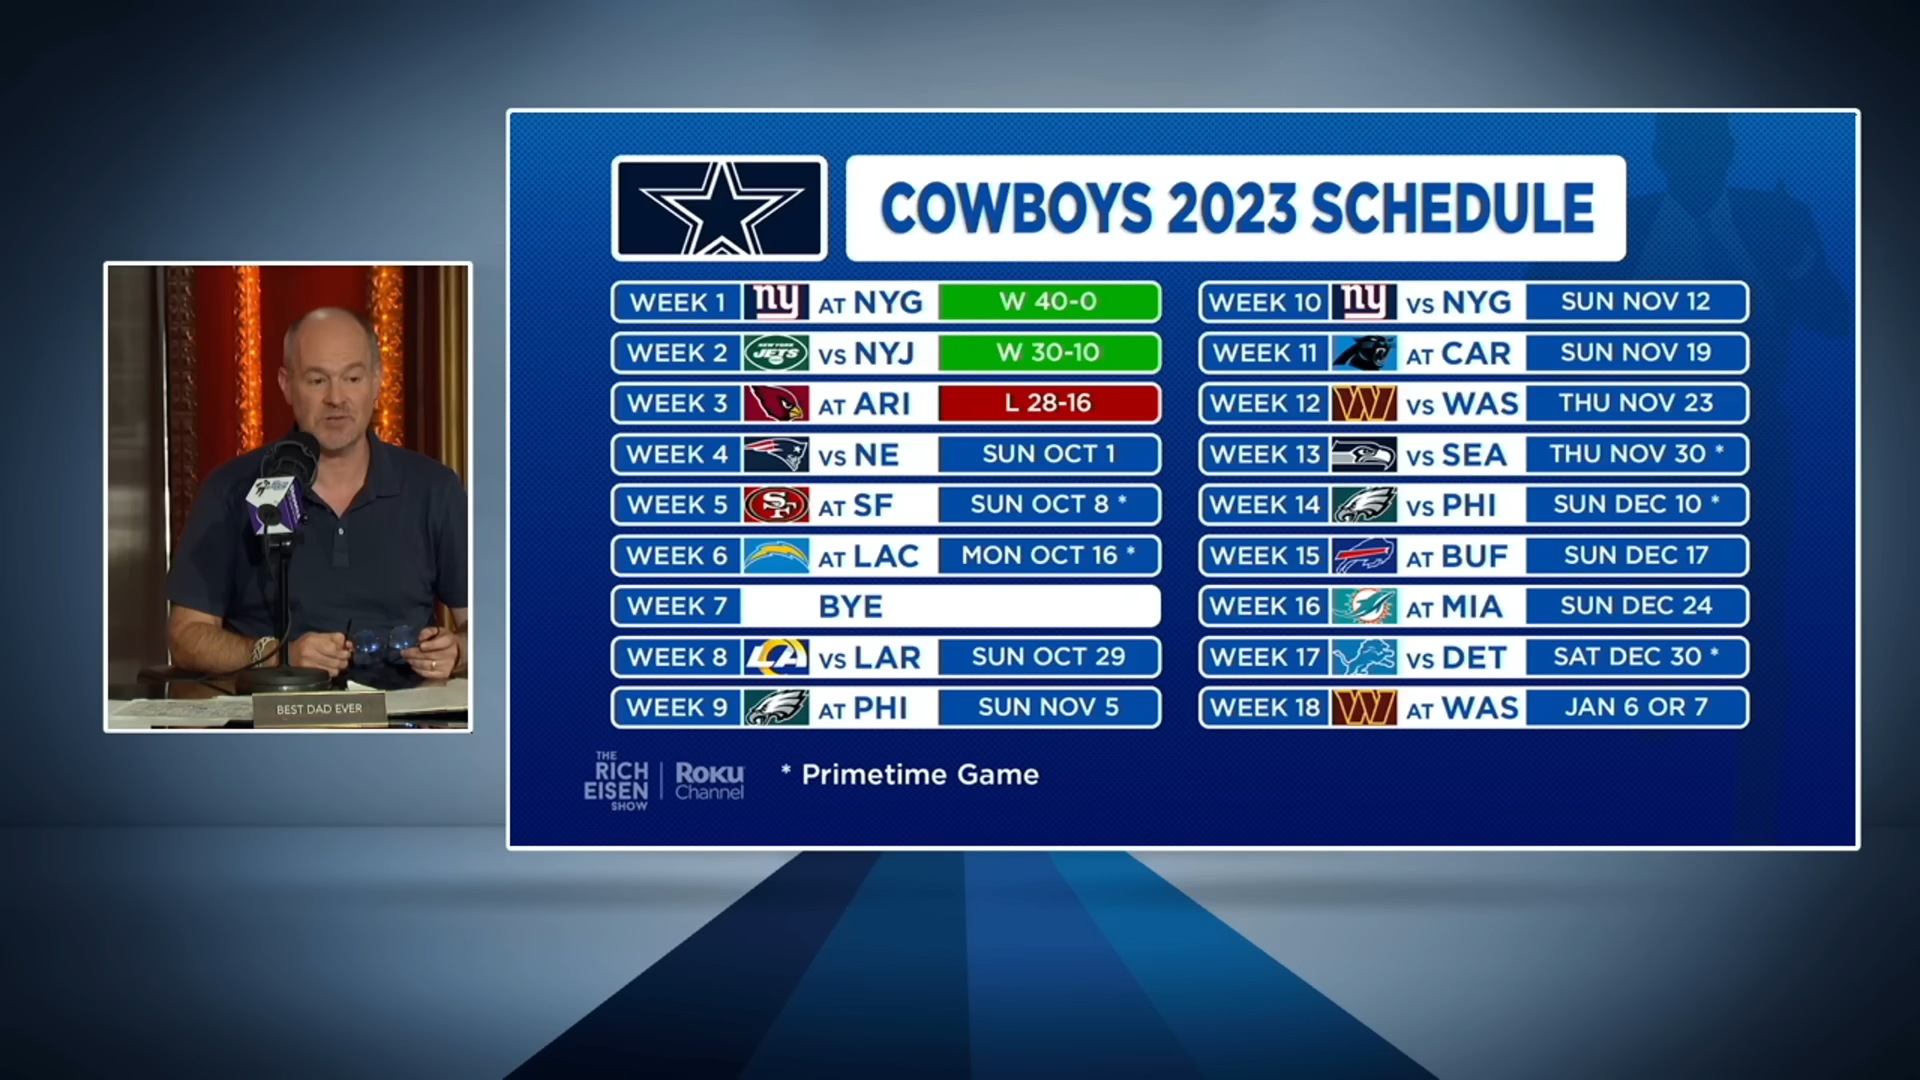 COWBOYS 2023 SCHEDULE
WEEK 1 ny AT NYG W 40-0
WEEK 2 NEW YORK JETS VS NYJ W 30-10
WEEK 3 AT ARI L 28-16
WEEK 4 VS NE SUN OCT 1
WEEK 5 SF AT SF SUN OCT 8 *
WEEK 6 AT LAC MON OCT 16 *
WEEK 7 BYE
WEEK 8 LA VS LAR SUN OCT 29
WEEK 9 AT PHI SUN NOV 5
WEEK 10 ny VS NYG SUN NOV 12
WEEK 11 AT CAR SUN NOV 19
WEEK 12 W VS WAS THU NOV 23
WEEK 13 VS SEA THU NOV 30 *
WEEK 14 VS PHI SUN DEC 10 *
WEEK 15 AT BUF SUN DEC 17
WEEK 16 AT MIA SUN DEC 24
WEEK 17 VS DET SAT DEC 30 *
WEEK 18 W AT WAS JAN 6 OR 7
THE
RICH
EISEN
SHOW
ROKU
Channel
* Primetime Game
BEST DAD EVER